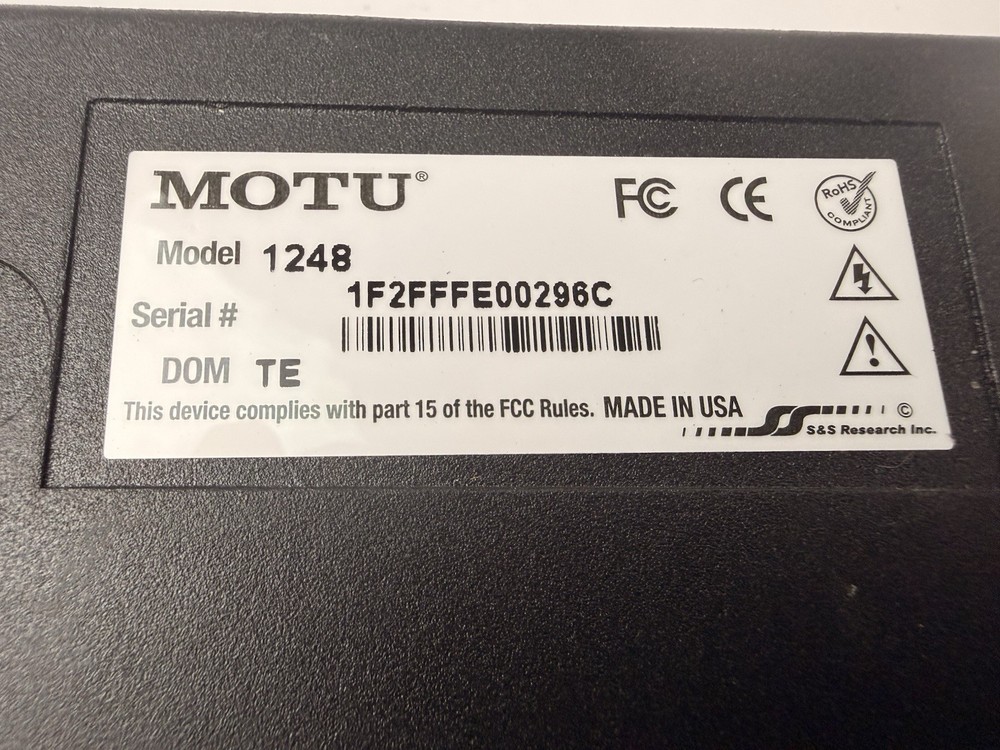 MOTU®
FC CE RoHS COMPLIANT
Model 1248
1F2FFFE00296C
Serial #
DOM TE
This device complies with part 15 of the FCC Rules. MADE IN USA
©
S&S Research Inc.